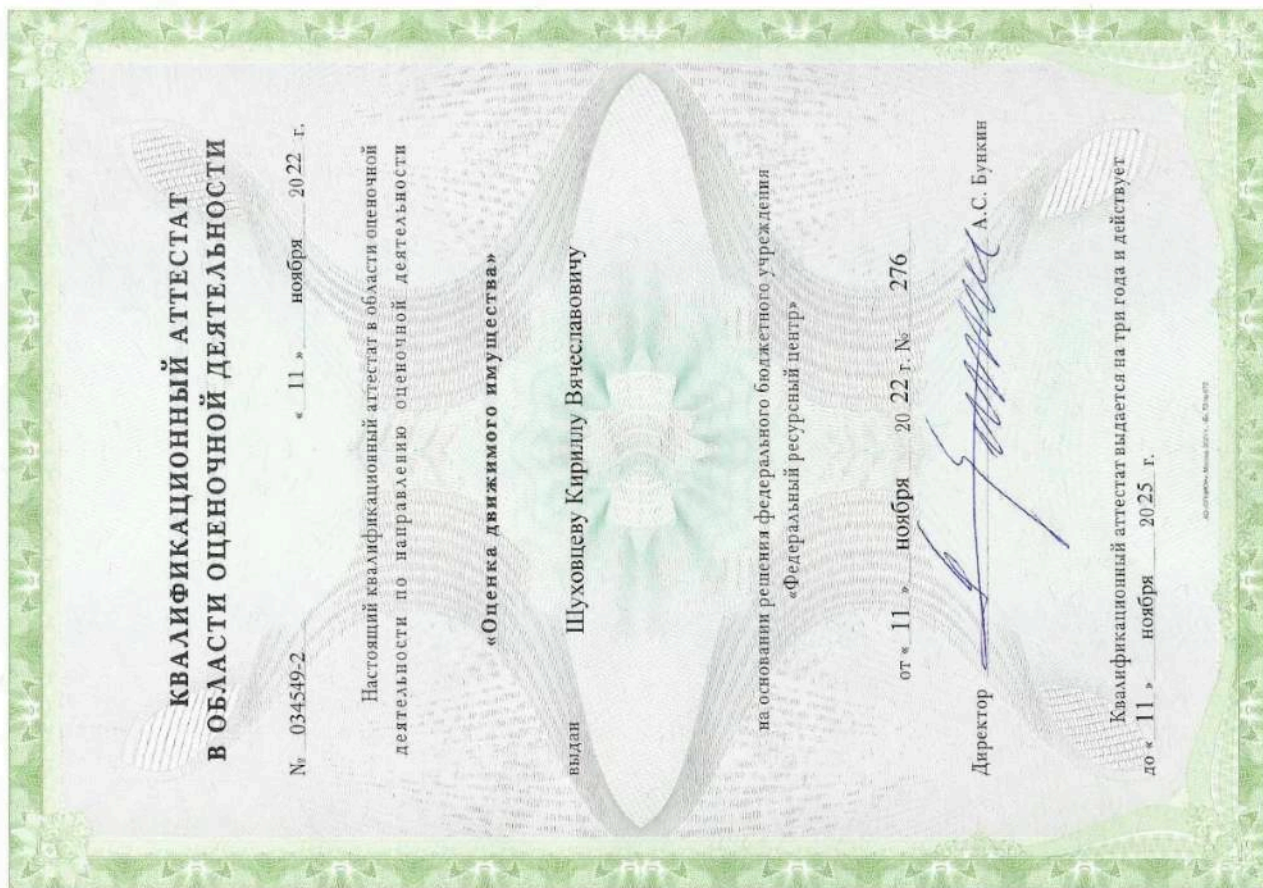 КВАЛИФИКАЦИОННЫЙ АТТЕСТАТ
В ОБЛАСТИ ОЦЕНОЧНОЙ ДЕЯТЕЛЬНОСТИ
№ 034549-2 « 11 » ноября 2022 г.
Настоящий квалификационный аттестат в области оценочной
деятельности по направлению оценочной деятельности
«Оценка движимого имущества»
выдан Шуховцеву Кириллу Вячеславовичу
на основании решения федерального бюджетного учреждения
«Федеральный ресурсный центр»
от « 11 » ноября 20 22 г. № 276
Директор А.С. Бункин
Квалификационный аттестат выдается на три года и действует
до « 11 » ноября 2025 г.